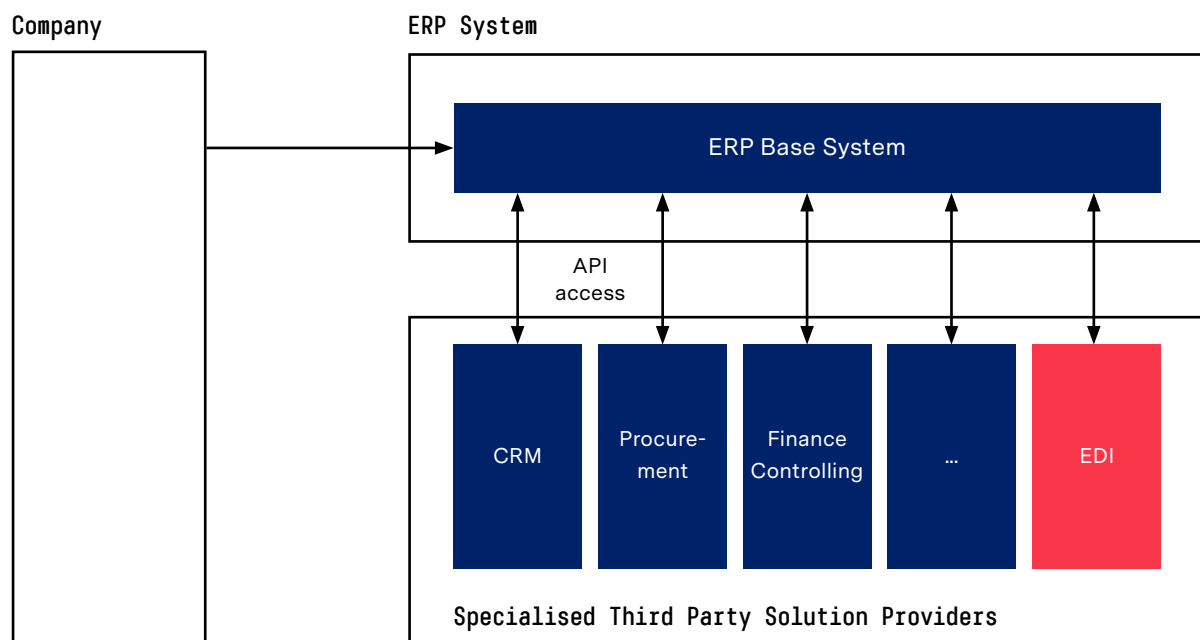 Company
ERP System
ERP Base System
API
access
CRM
Procure-
ment
Finance
Controlling
...
EDI
Specialised Third Party Solution Providers